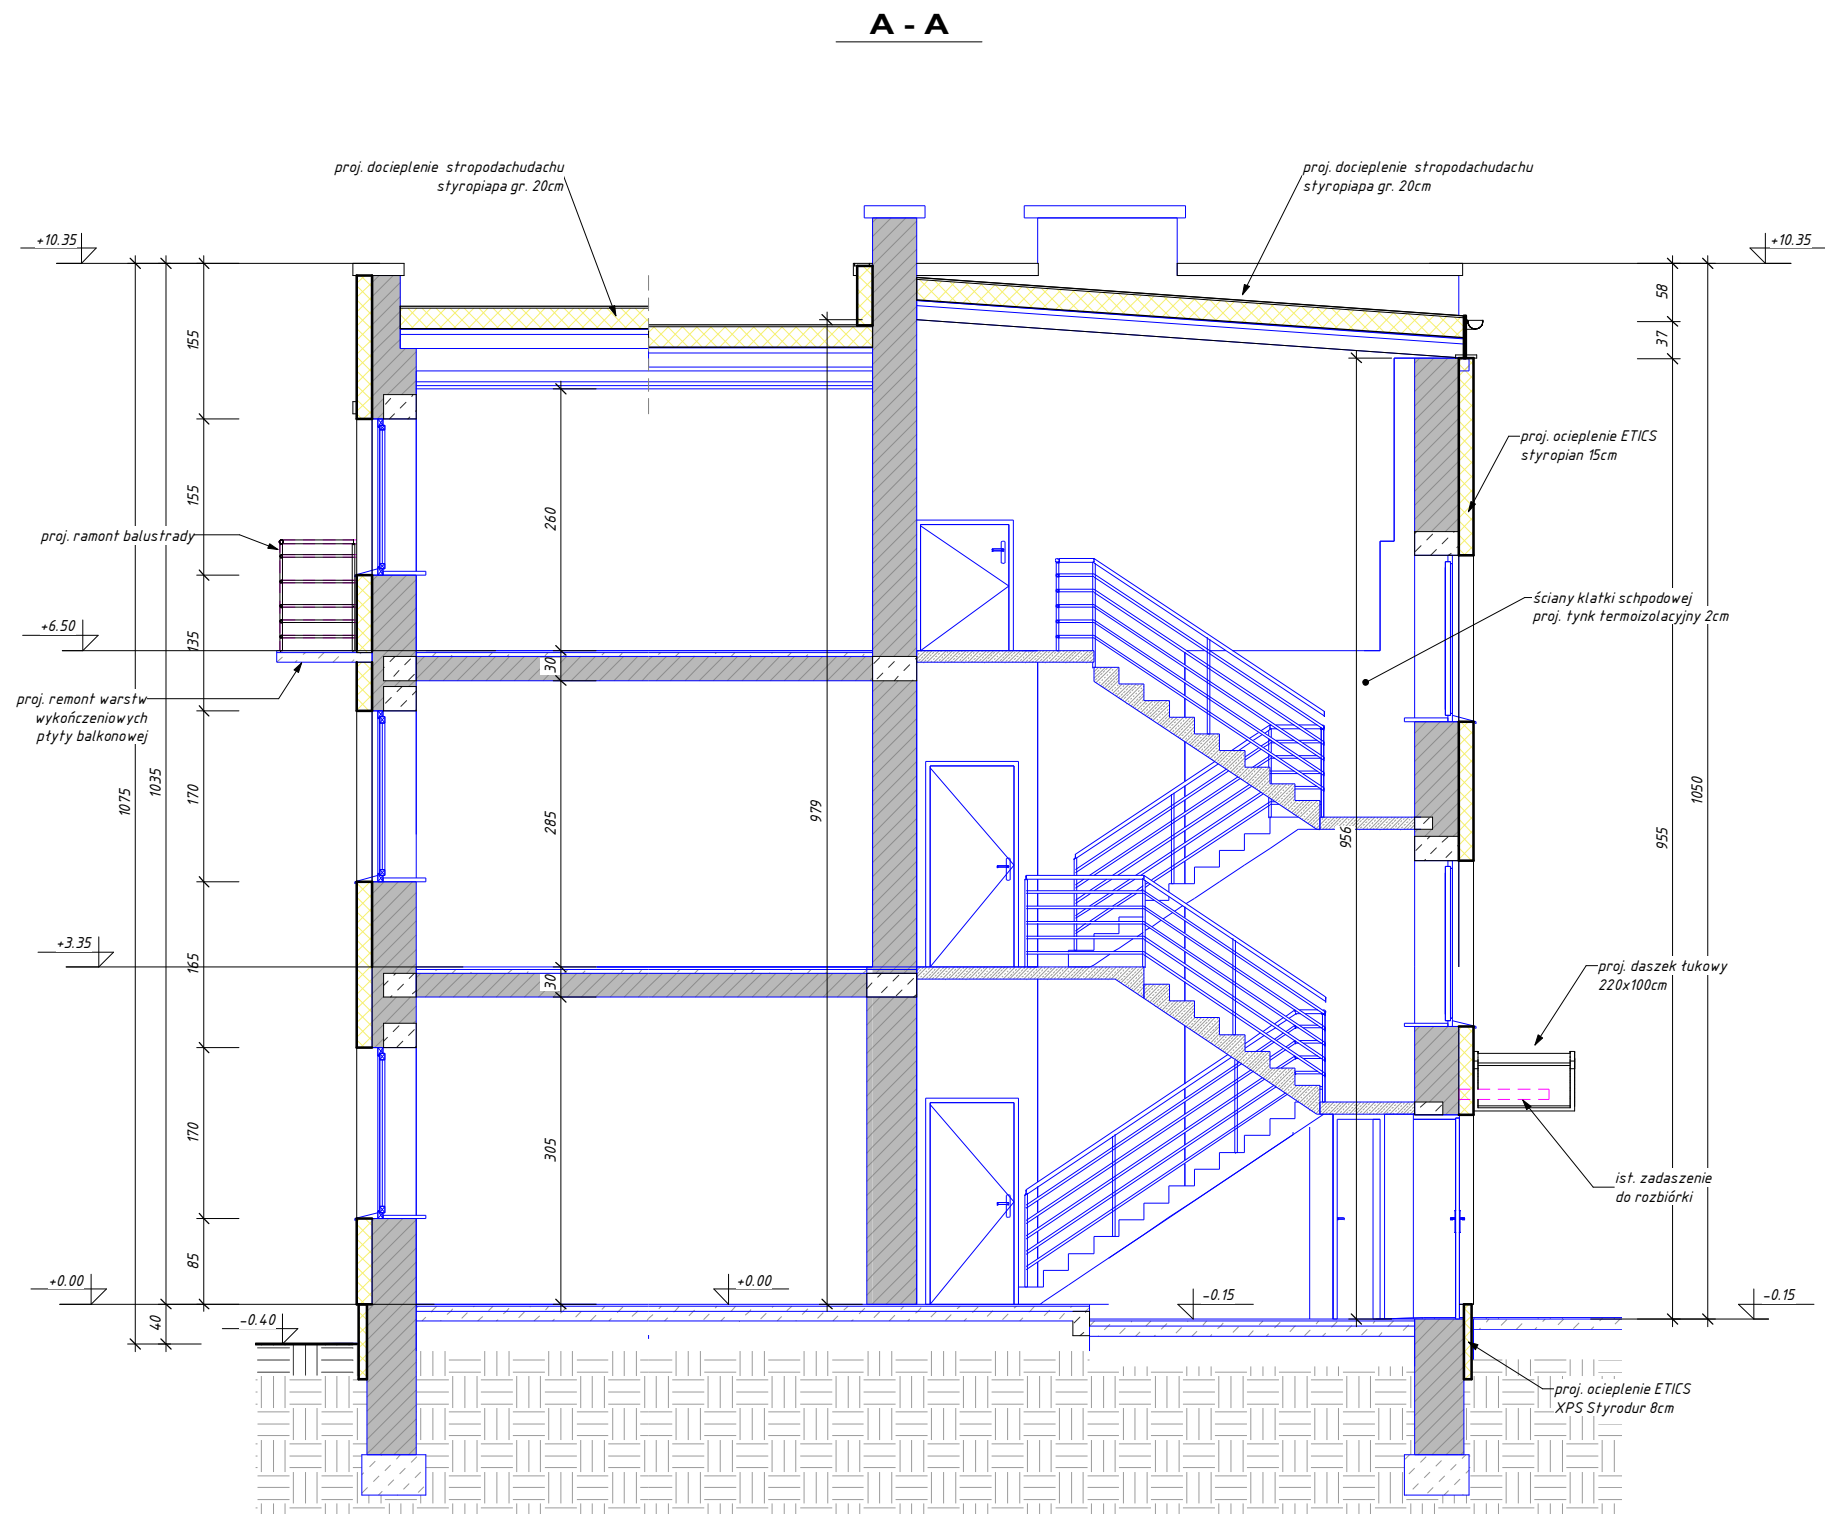 A - A
proj. docieplenie stropodachudachu
styropiapa gr. 20cm
proj. docieplenie stropodachudachu
styropiapa gr. 20cm
+10.35
+10.35
58
37
155
155
260
proj. ocieplenie ETICS
styropian 15cm
proj. ramont balustrady
ściany klatki schpodowej
proj. tynk termoizolacyjny 2cm
+6.50
135
30
proj. remont warstw
wykończeniowych
płyty balkonowej
1075
1035
170
285
979
956
955
1050
+3.35
165
30
proj. daszek łukowy
220x100cm
170
305
ist. zadaszenie
do rozbiórki
85
+0.00
+0.00
-0.15
-0.15
40
-0.40
proj. ocieplenie ETICS
XPS Styrodur 8cm